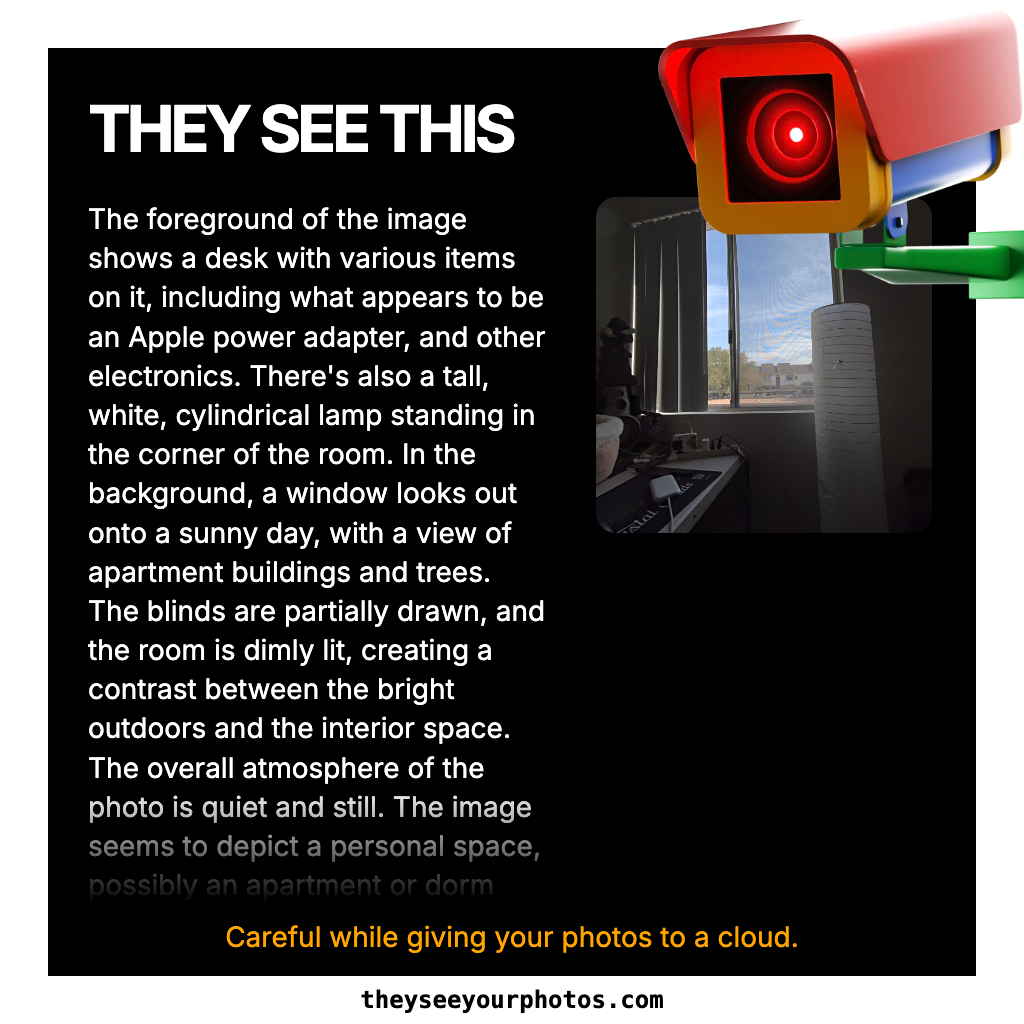 THEY SEE THIS
The foreground of the image
shows a desk with various items
on it, including what appears to be
an Apple power adapter, and other
electronics. There's also a tall,
white, cylindrical lamp standing in
the corner of the room. In the
background, a window looks out
onto a sunny day, with a view of
apartment buildings and trees.
The blinds are partially drawn, and
the room is dimly lit, creating a
contrast between the bright
outdoors and the interior space.
The overall atmosphere of the
photo is quiet and still. The image
seems to depict a personal space,
possibly an apartment or dorm
Careful while giving your photos to a cloud.
theyseeyourphotos.com